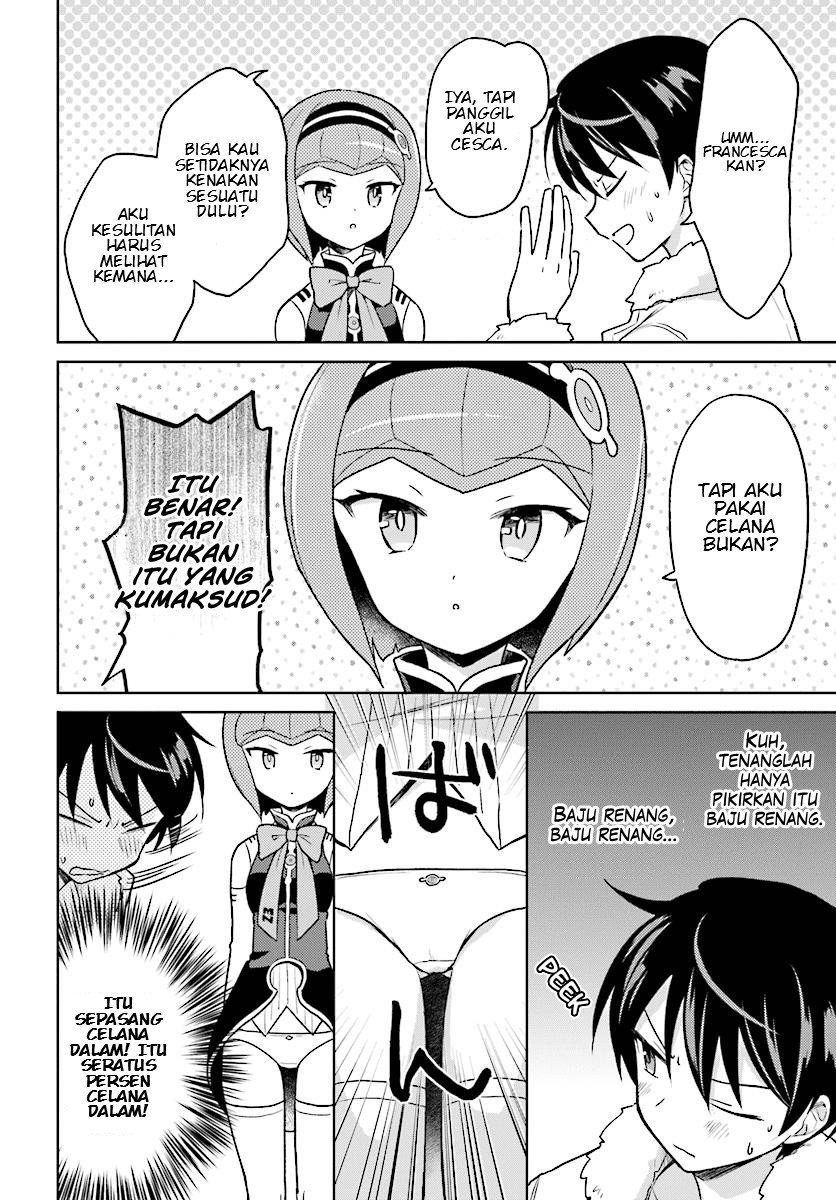 UMM...
FRANCESCA
KAN?
IYA, TAPI
PANGGIL
AKU
CESCA.
BISA KAU
SETIDAKNYA
KENAKAN
SESUATU
DULU?
AKU
KESULITAN
HARUS
MELIHAT
KEMANA...
TAPI AKU
PAKAI
CELANA
BUKAN?
ITU
BENAR!
TAPI
BUKAN
ITU YANG
KUMAKSUD!
KUH,
TENANGLAH
HANYA
PIKIRKAN ITU
BAJU RENANG.
BAJU RENANG,
BAJU RENANG...
PEEK
ばん
23
ITU
SEPASANG
CELANA
DALAM! ITU
SERATUS
PERSEN
CELANA
DALAM!